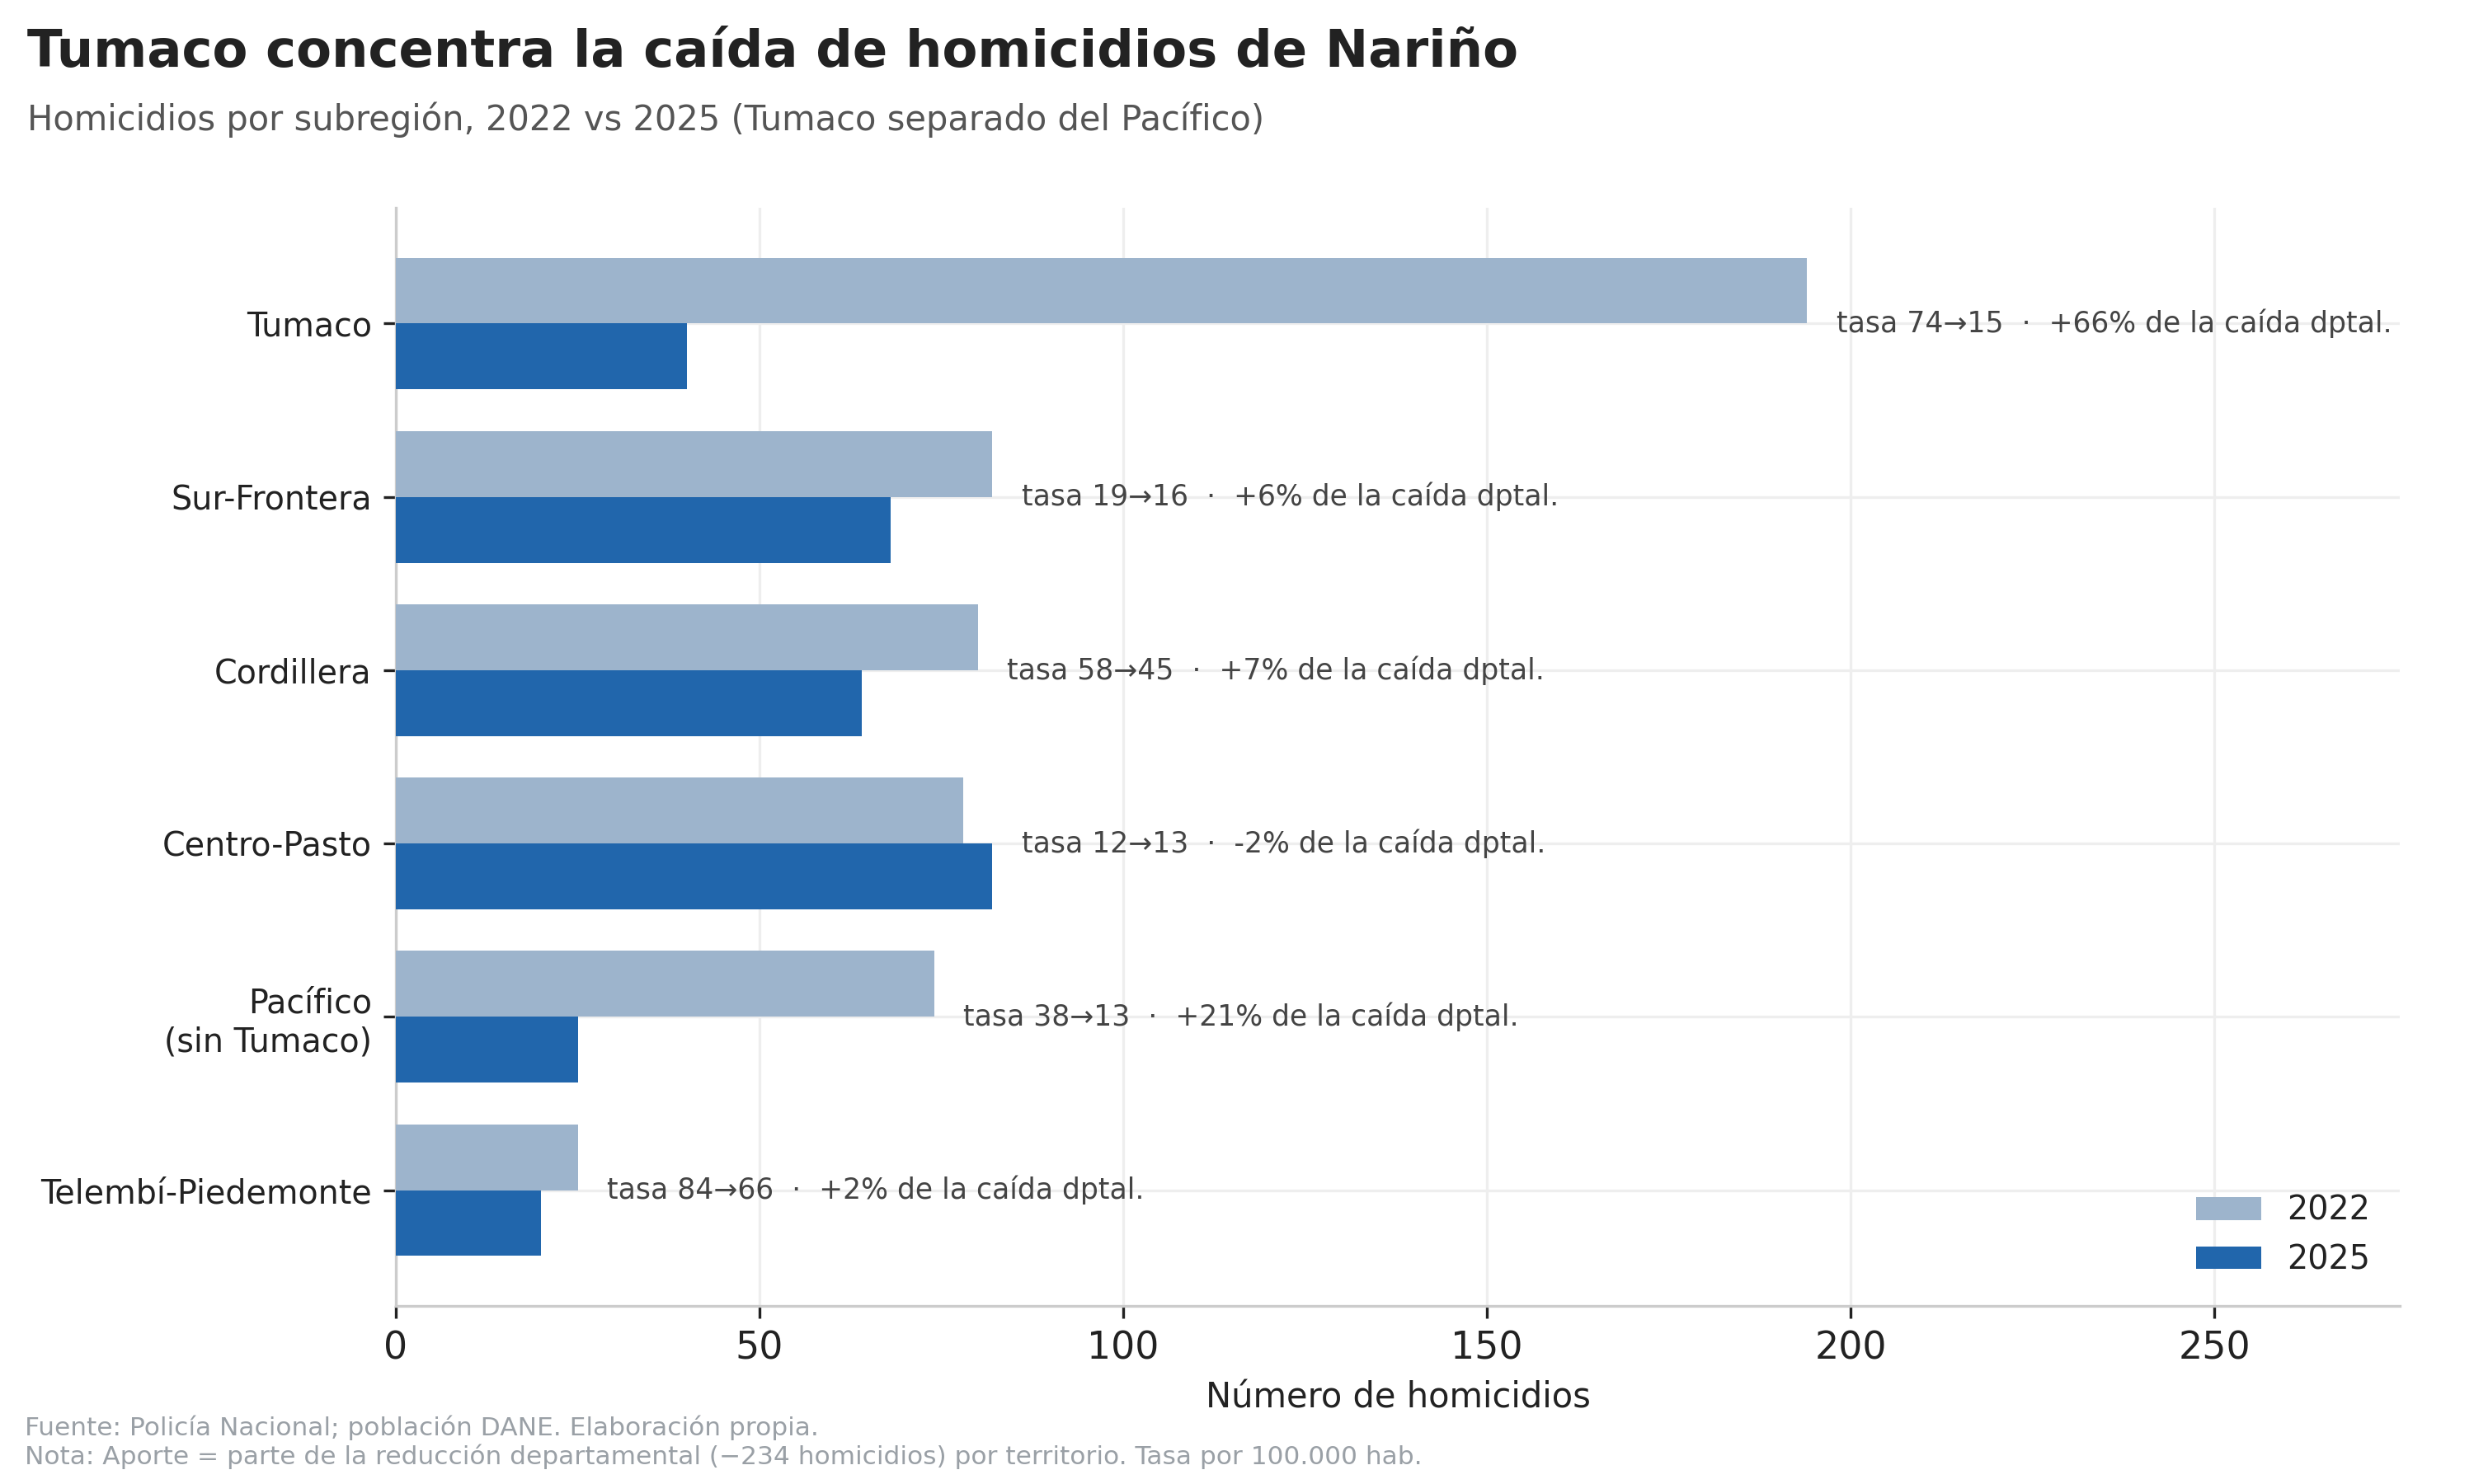 Tumaco concentra la caída de homicidios de Nariño
Homicidios por subregión, 2022 vs 2025 (Tumaco separado del Pacífico)
Tumaco
tasa 74→15 · +66% de la caída dptal.
Sur-Frontera
tasa 19→16 · +6% de la caída dptal.
Cordillera
tasa 58→45 · +7% de la caída dptal.
Centro-Pasto
tasa 12→13 · -2% de la caída dptal.
Pacífico
(sin Tumaco)
tasa 38→13 · +21% de la caída dptal.
Telembí-Piedemonte
tasa 84→66 · +2% de la caída dptal.
2022
2025
0 50 100 150 200 250
Número de homicidios
Fuente: Policía Nacional; población DANE. Elaboración propia.
Nota: Aporte = parte de la reducción departamental (−234 homicidios) por territorio. Tasa por 100.000 hab.